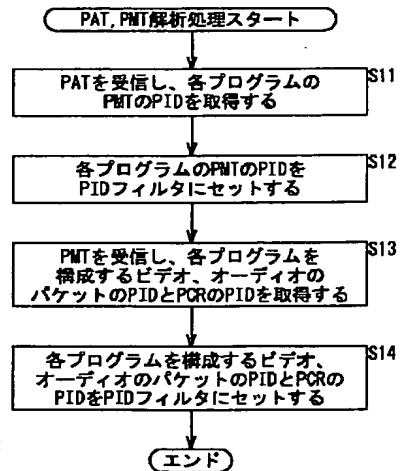 PAT,PMT解析処理スタート
S11
PATを受信し、各プログラムの
PMTのPIDを取得する
S12
各プログラムのPMTのPIDを
PIDフィルタにセットする
S13
PMTを受信し、各プログラムを
構成するビデオ、オーディオの
パケットのPIDとPCRのPIDを取得する
S14
各プログラムを構成するビデオ、
オーディオのパケットのPIDとPCRの
PIDをPIDフィルタにセットする
エンド